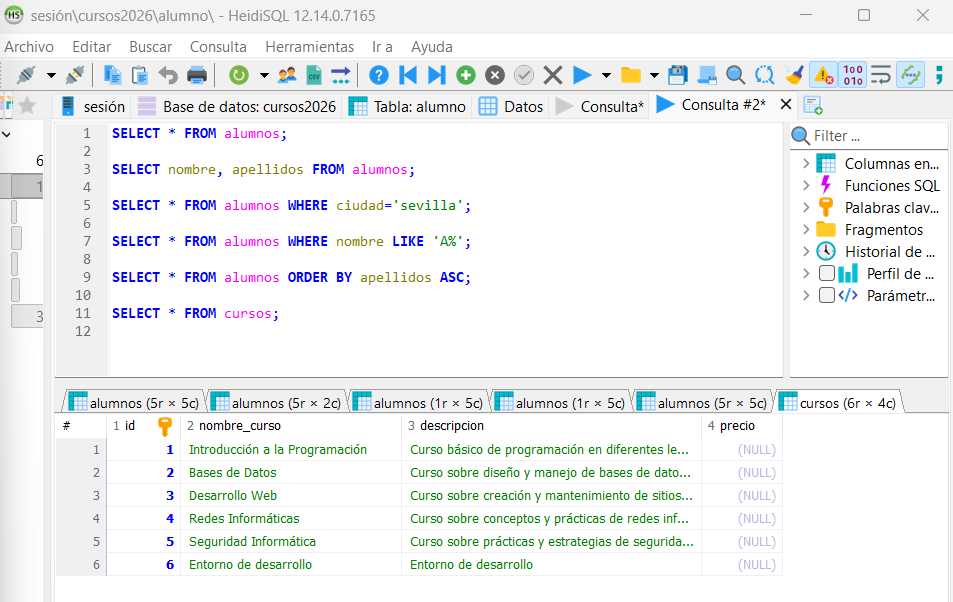 sesión\cursos2026\alumno\ - HeidiSQL 12.14.0.7165
Archivo Editar Buscar Consulta Herramientas Ir a Ayuda
sesión Base de datos: cursos2026 Tabla: alumno Datos Consulta* Consulta #2*
1 SELECT * FROM alumnos;
2
3 SELECT nombre, apellidos FROM alumnos;
4
5 SELECT * FROM alumnos WHERE ciudad='sevilla';
6
7 SELECT * FROM alumnos WHERE nombre LIKE 'A%';
8
9 SELECT * FROM alumnos ORDER BY apellidos ASC;
10
11 SELECT * FROM cursos;
12
6
1
3
Filter ...
Columnas en...
Funciones SQL
Palabras clav...
Fragmentos
Historial de ...
Perfil de ...
Parámetr...
alumnos (5r × 5c) alumnos (5r × 2c) alumnos (1r × 5c) alumnos (1r × 5c) alumnos (5r × 5c) cursos (6r × 4c)
# 1 id 2 nombre_curso 3 descripcion 4 precio
1 1 Introducción a la Programación Curso básico de programación en diferentes le... (NULL)
2 2 Bases de Datos Curso sobre diseño y manejo de bases de dato... (NULL)
3 3 Desarrollo Web Curso sobre creación y mantenimiento de sitios... (NULL)
4 4 Redes Informáticas Curso sobre conceptos y prácticas de redes inf... (NULL)
5 5 Seguridad Informática Curso sobre prácticas y estrategias de segurida... (NULL)
6 6 Entorno de desarrollo Entorno de desarrollo (NULL)